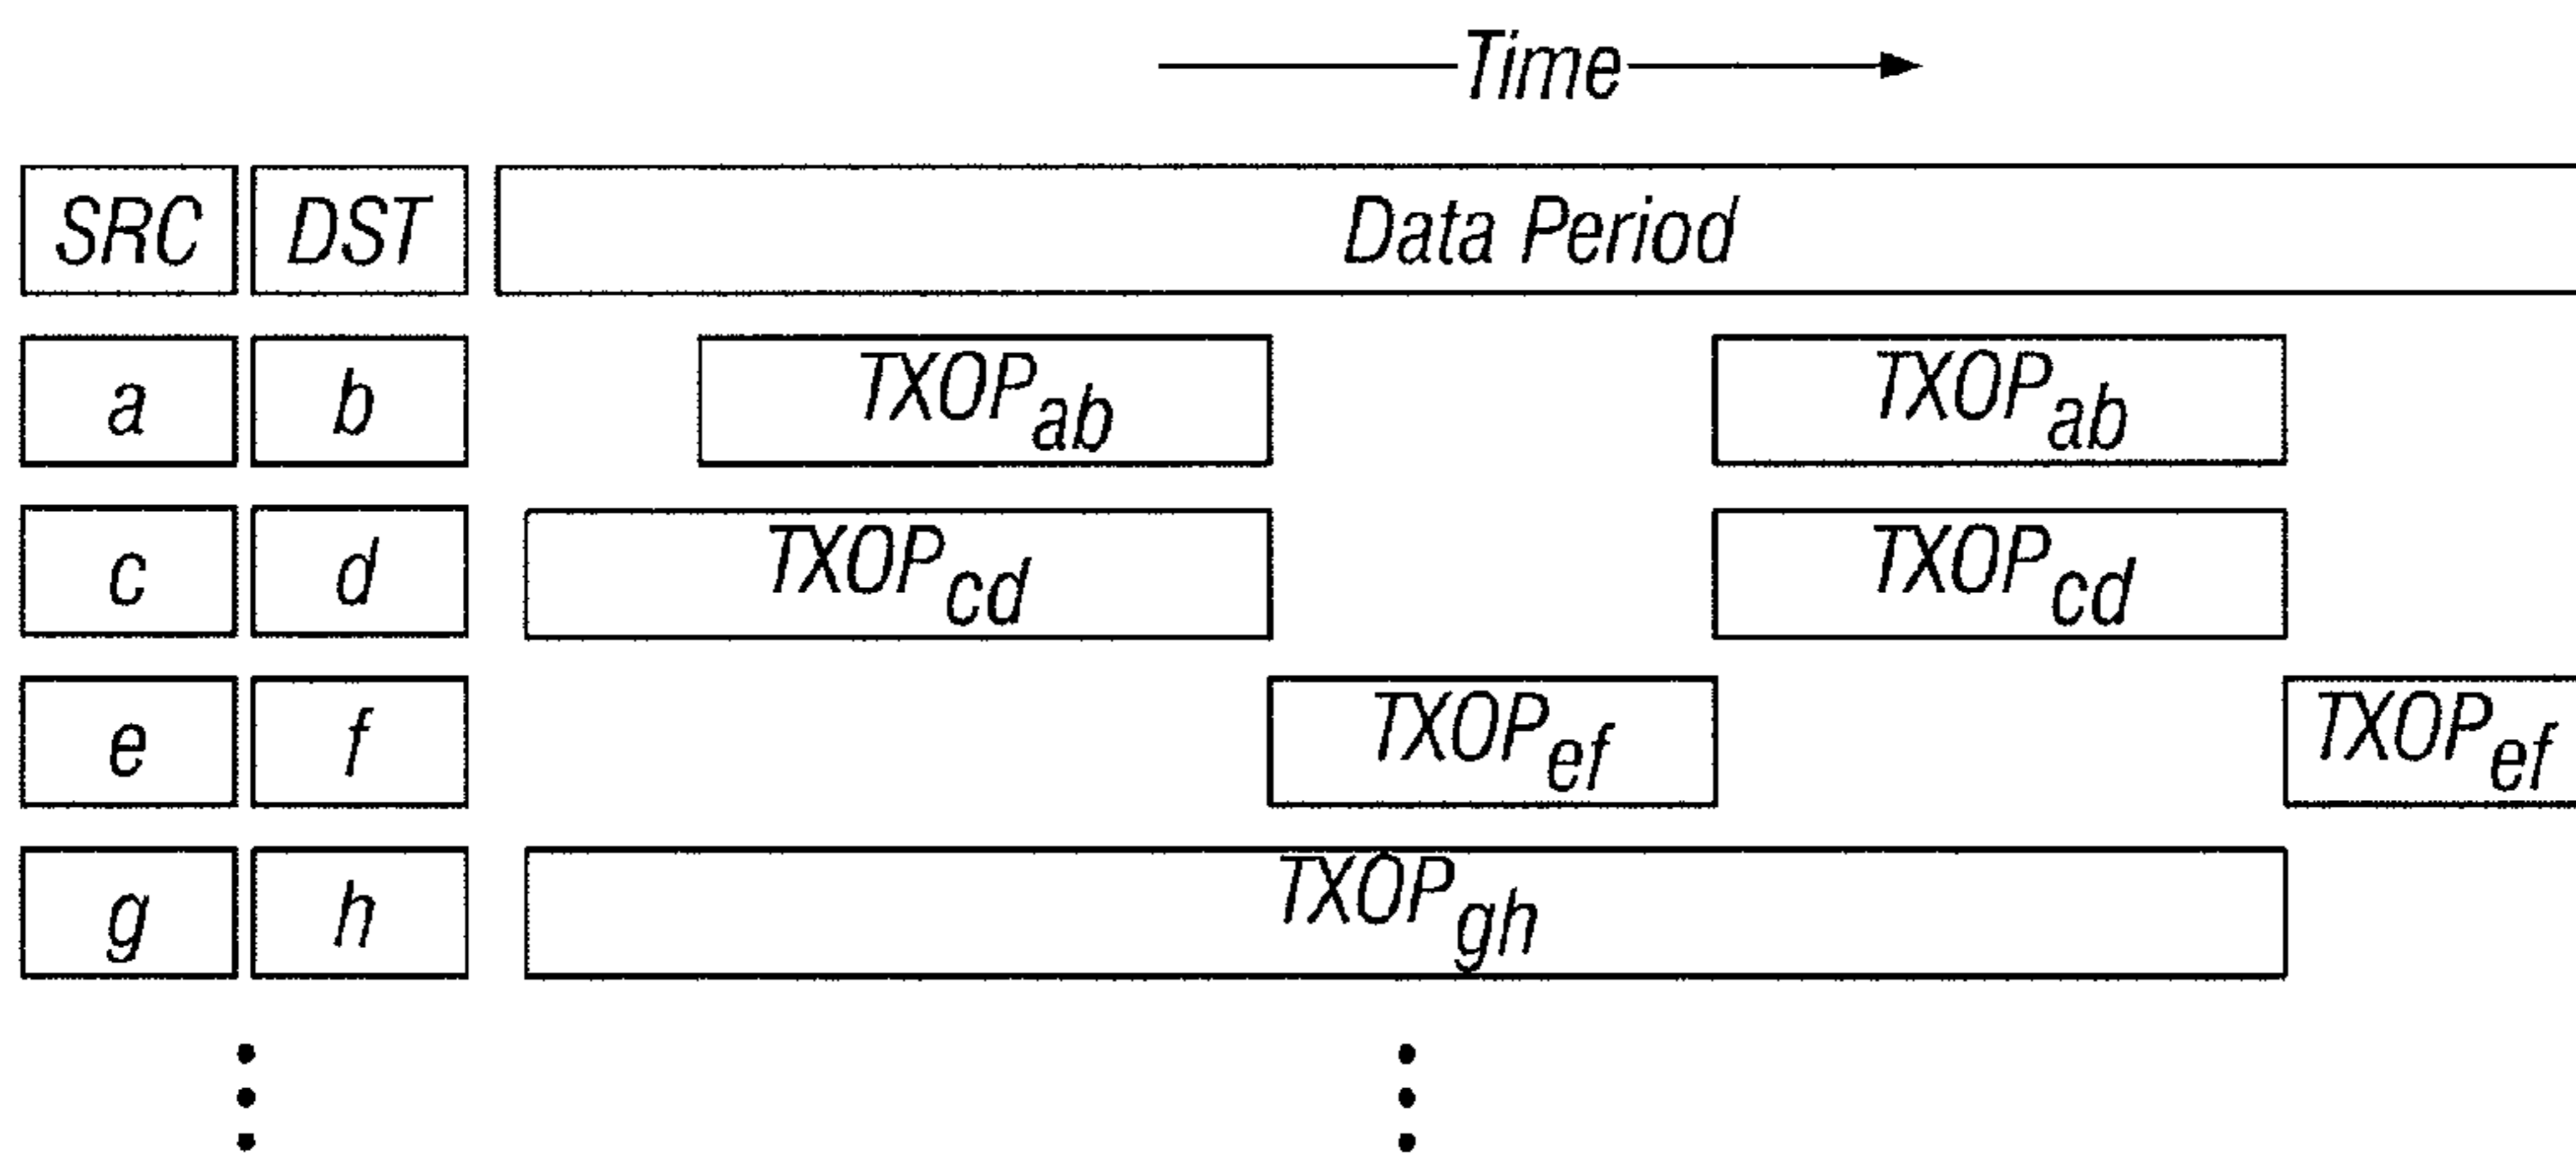 Time
SRC DST Data Period
a b TXOPab TXOPab
c d TXOPcd TXOPcd
e f TXOPef TXOPef
g h TXOPgh